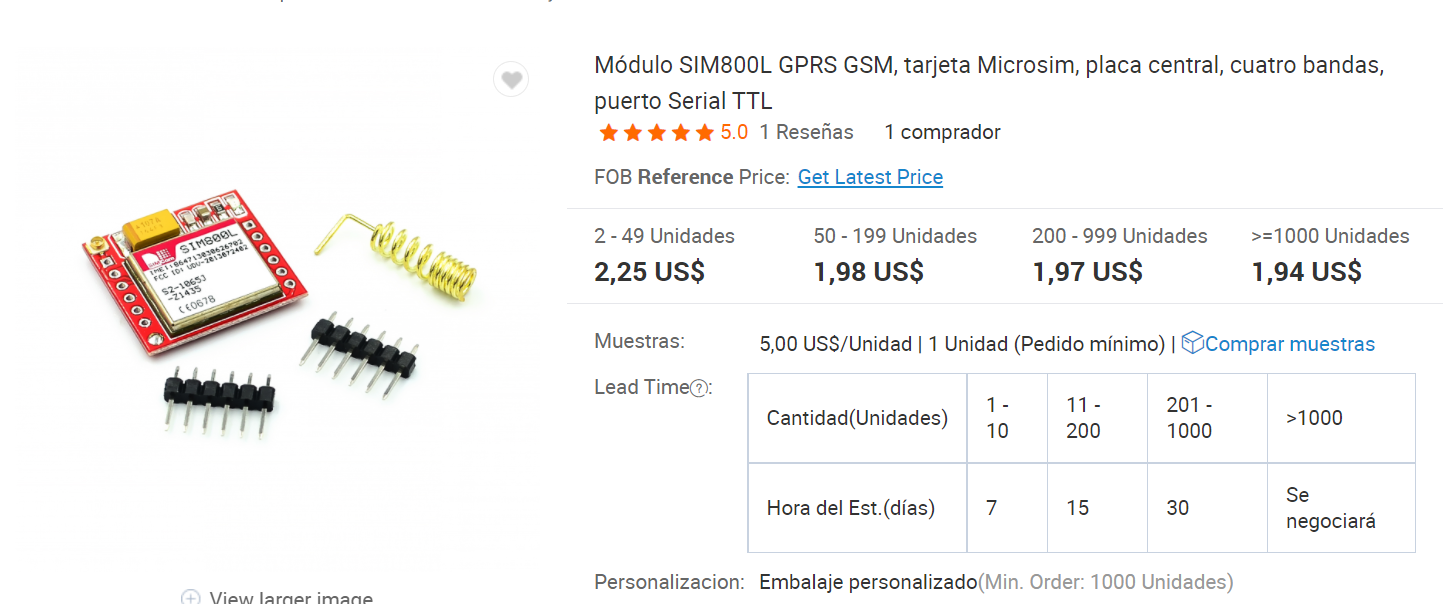 Módulo SIM800L GPRS GSM, tarjeta Microsim, placa central, cuatro bandas,
puerto Serial TTL
5.0 1 Reseñas 1 comprador
FOB Reference Price: Get Latest Price
2 - 49 Unidades 50 - 199 Unidades 200 - 999 Unidades >=1000 Unidades
2,25 US$ 1,98 US$ 1,97 US$ 1,94 US$
SIM800L
S2-1065J
-Z1435
Muestras: 5,00 US$/Unidad | 1 Unidad (Pedido mínimo) | Comprar muestras
Lead Time?:
Cantidad(Unidades) 1 - 10 11 - 200 201 - 1000 >1000
Hora del Est.(días) 7 15 30 Se negociará
Personalizacion: Embalaje personalizado(Min. Order: 1000 Unidades)
View larger image